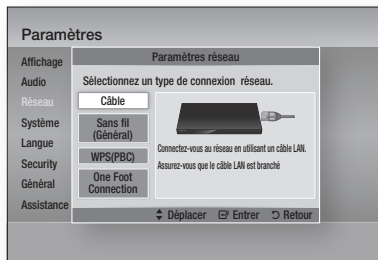 Paramètres
Affichage
Audio
Réseau
Système
Langue
Security
Général
Assistance
Paramètres réseau
Sélectionnez un type de connexion réseau.
Câble
Sans fil
(Général)
WPS(PBC)
One Foot
Connection
Connectez-vous au réseau en utilisant un câble LAN.
Assurez-vous que le câble LAN est branché
Déplacer Entrer Retour